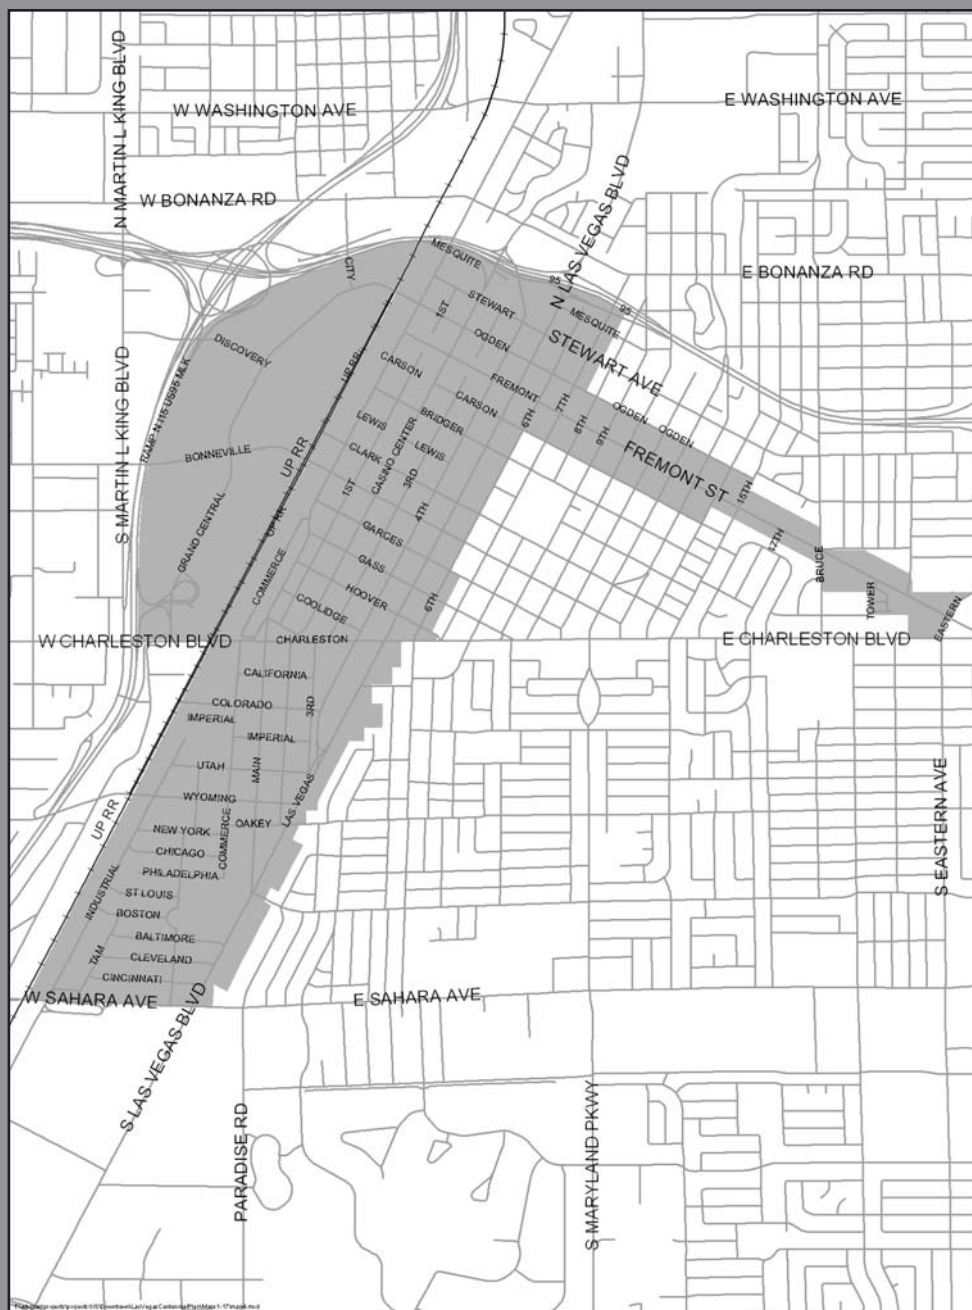 N MARTIN L KING BLVD
W WASHINGTON AVE
E WASHINGTON AVE
W BONANZA RD
N LAS VEGAS BLVD
MESQUITE
CITY
E BONANZA RD
95
95
1ST
STEWART
MESQUITE
DISCOVERY
OGDEN
STEWART AVE
S MARTIN L KING BLVD
RAMP N I15 US95 MLK
UP RR
CARSON
FREMONT
CARSON
6TH
7TH
8TH
9TH
OGDEN
OGDEN
LEWIS
BRIDGER
CASINO CENTER
LEWIS
CLARK
BONNEVILLE
UP RR
FREMONT ST
1ST
3RD
4TH
15TH
GRAND CENTRAL
UP RR
GARCES
17TH
GASS
COMMERCE
BRUCE
HOOVER
COOLIDGE
6TH
TOWER
EASTERN
W CHARLESTON BLVD
CHARLESTON
E CHARLESTON BLVD
CALIFORNIA
COLORADO
3RD
IMPERIAL
IMPERIAL
UTAH
MAIN
WYOMING
LAS VEGAS
UP RR
NEW YORK
COMMERCE
OAKEY
S EASTERN AVE
CHICAGO
PHILADELPHIA
INDUSTRIAL
ST LOUIS
BOSTON
BALTIMORE
TAM
CLEVELAND
CINCINNATI
W SAHARA AVE
E SAHARA AVE
S LAS VEGAS BLVD
PARADISE RD
S MARYLAND PKWY